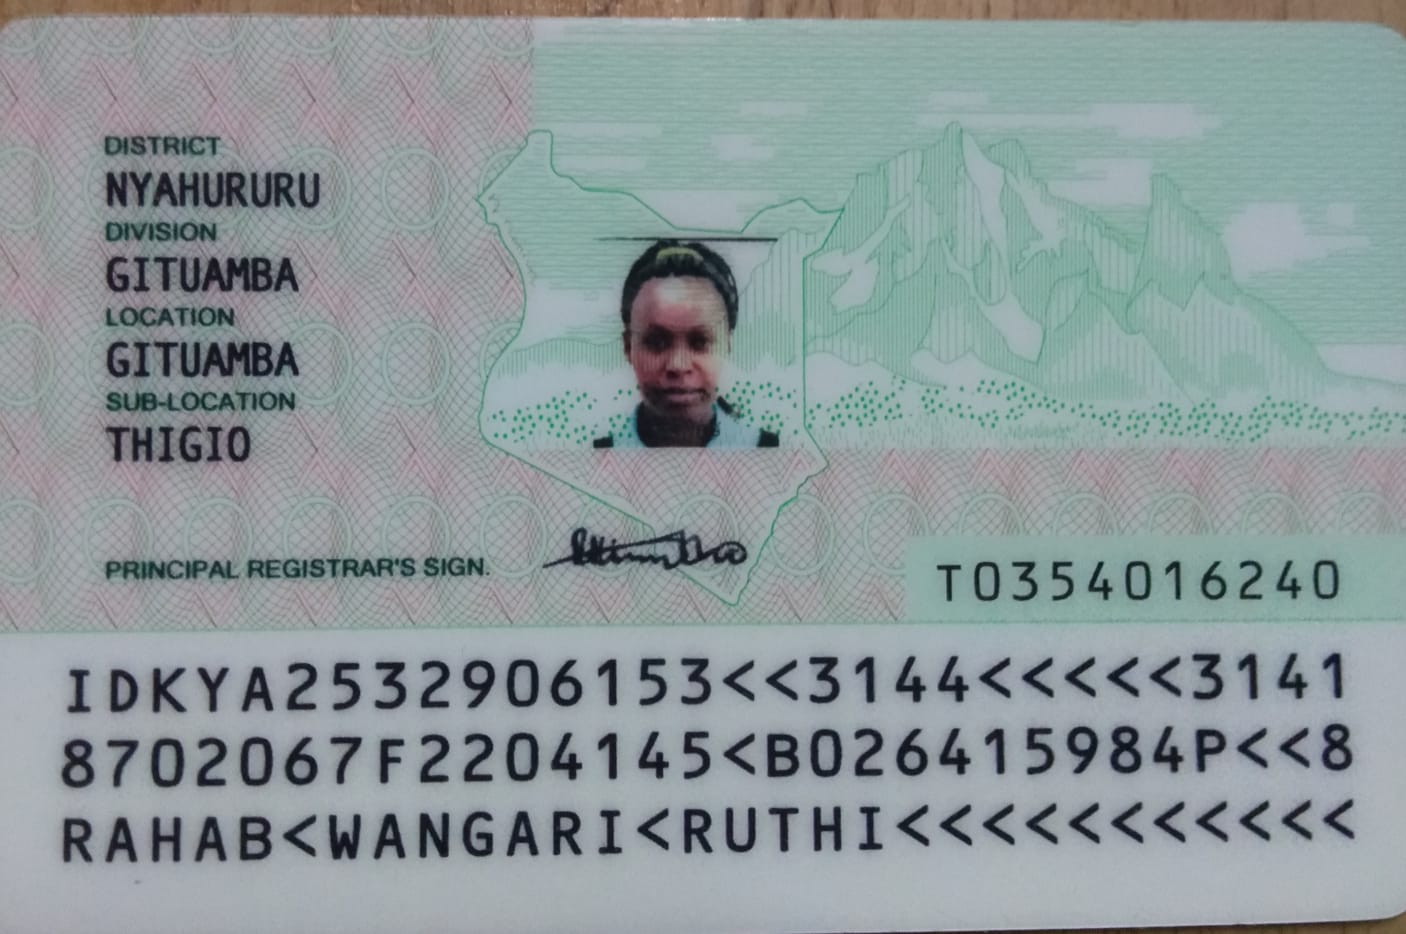 DISTRICT
NYAHURURU
DIVISION
GITUAMBA
LOCATION
GITUAMBA
SUB-LOCATION
THIGIO
PRINCIPAL REGISTRAR'S SIGN.
T0354016240
IDKYA2532906153<<3144<<<<<3141
8702067F2204145<B026415984P<<8
RAHAB<WANGARI<RUTHI<<<<<<<<<<<